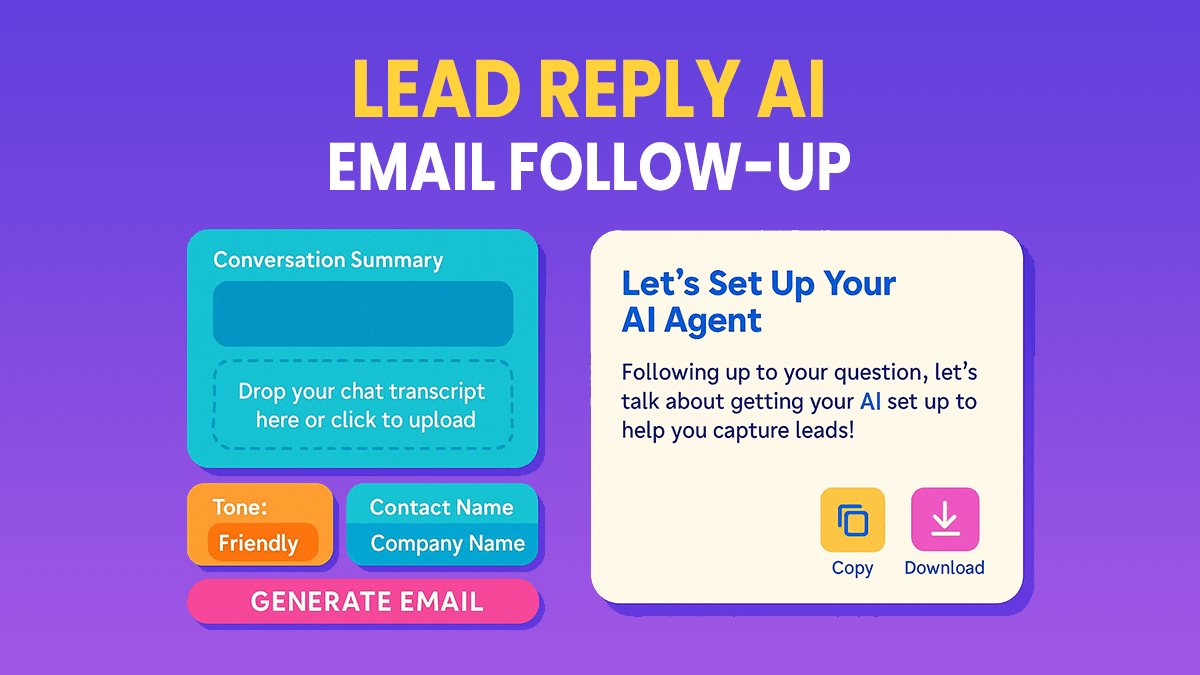 LEAD REPLY AI
EMAIL FOLLOW-UP
Conversation Summary
Drop your chat transcript
here or click to upload
Tone:
Friendly
Contact Name
Company Name
GENERATE EMAIL
Let's Set Up Your
AI Agent
Following up to your question, let's
talk about getting your AI set up to
help you capture leads!
Copy
Download